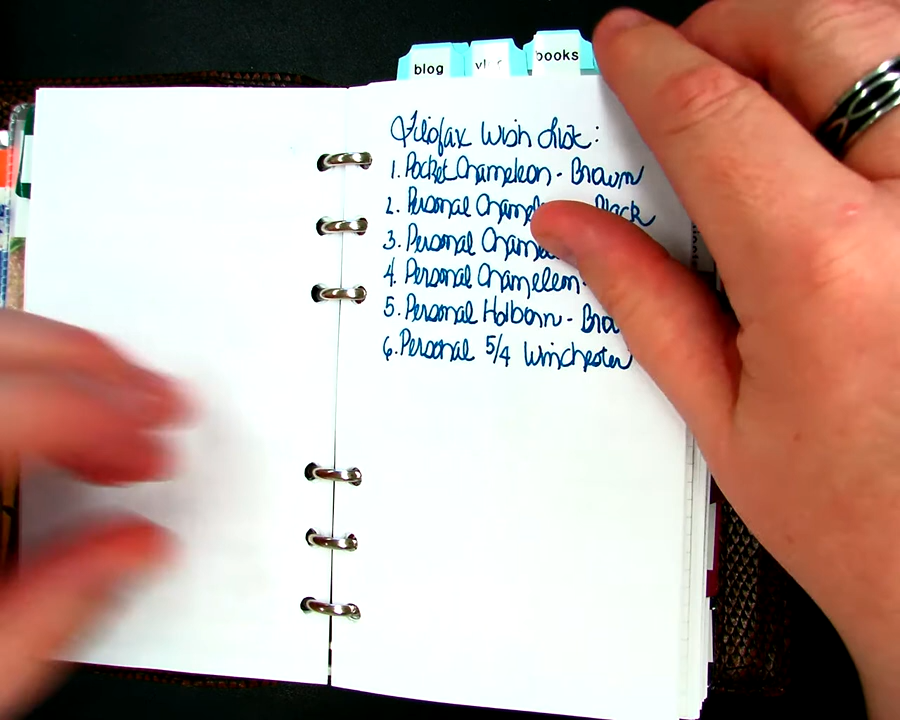 blog
books
Filofax Wish List:
1. Pocket Chameleon - Brown
2. Personal Black
3. Personal
4. Personal Chameleon -
5. Personal Holborn -
6. Personal 5/4 Winchester